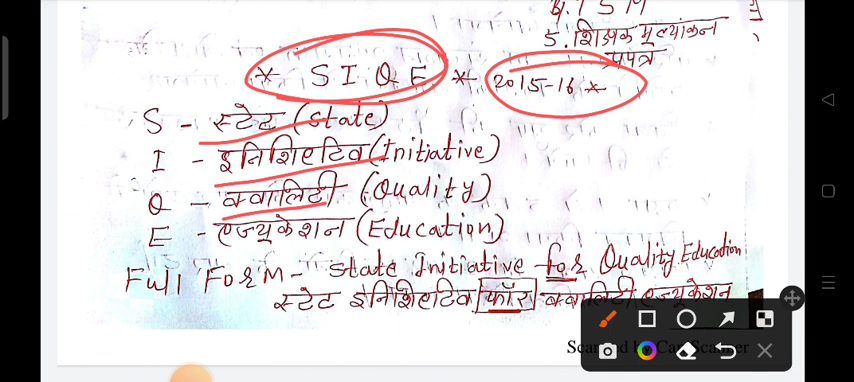 5. शिक्षक मूल्यांकन
प्रपत्र
* S I Q E * 2015-16 *
S - स्टेट (State)
I - इनिशिएटिव (Initiative)
Q - क्वालिटी (Quality)
E - एज्यूकेशन (Education)
Full Form - State Initiative for Quality Education
स्टेट इनिशिएटिव फॉर क्वालिटी एज्यूकेशन